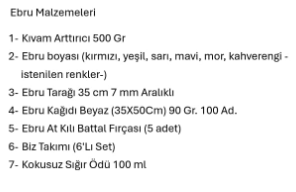 Ebru Malzemeleri
1- Kıvam Arttırıcı 500 Gr
2- Ebru boyası (kırmızı, yeşil, sarı, mavi, mor, kahverengi -
istenilen renkler-)
3- Ebru Tarağı 35 cm 7 mm Aralıklı
4- Ebru Kağıdı Beyaz (35X50Cm) 90 Gr. 100 Ad.
5- Ebru At Kılı Battal Fırçası (5 adet)
6- Biz Takımı (6'Lı Set)
7- Kokusuz Sığır Ödü 100 ml